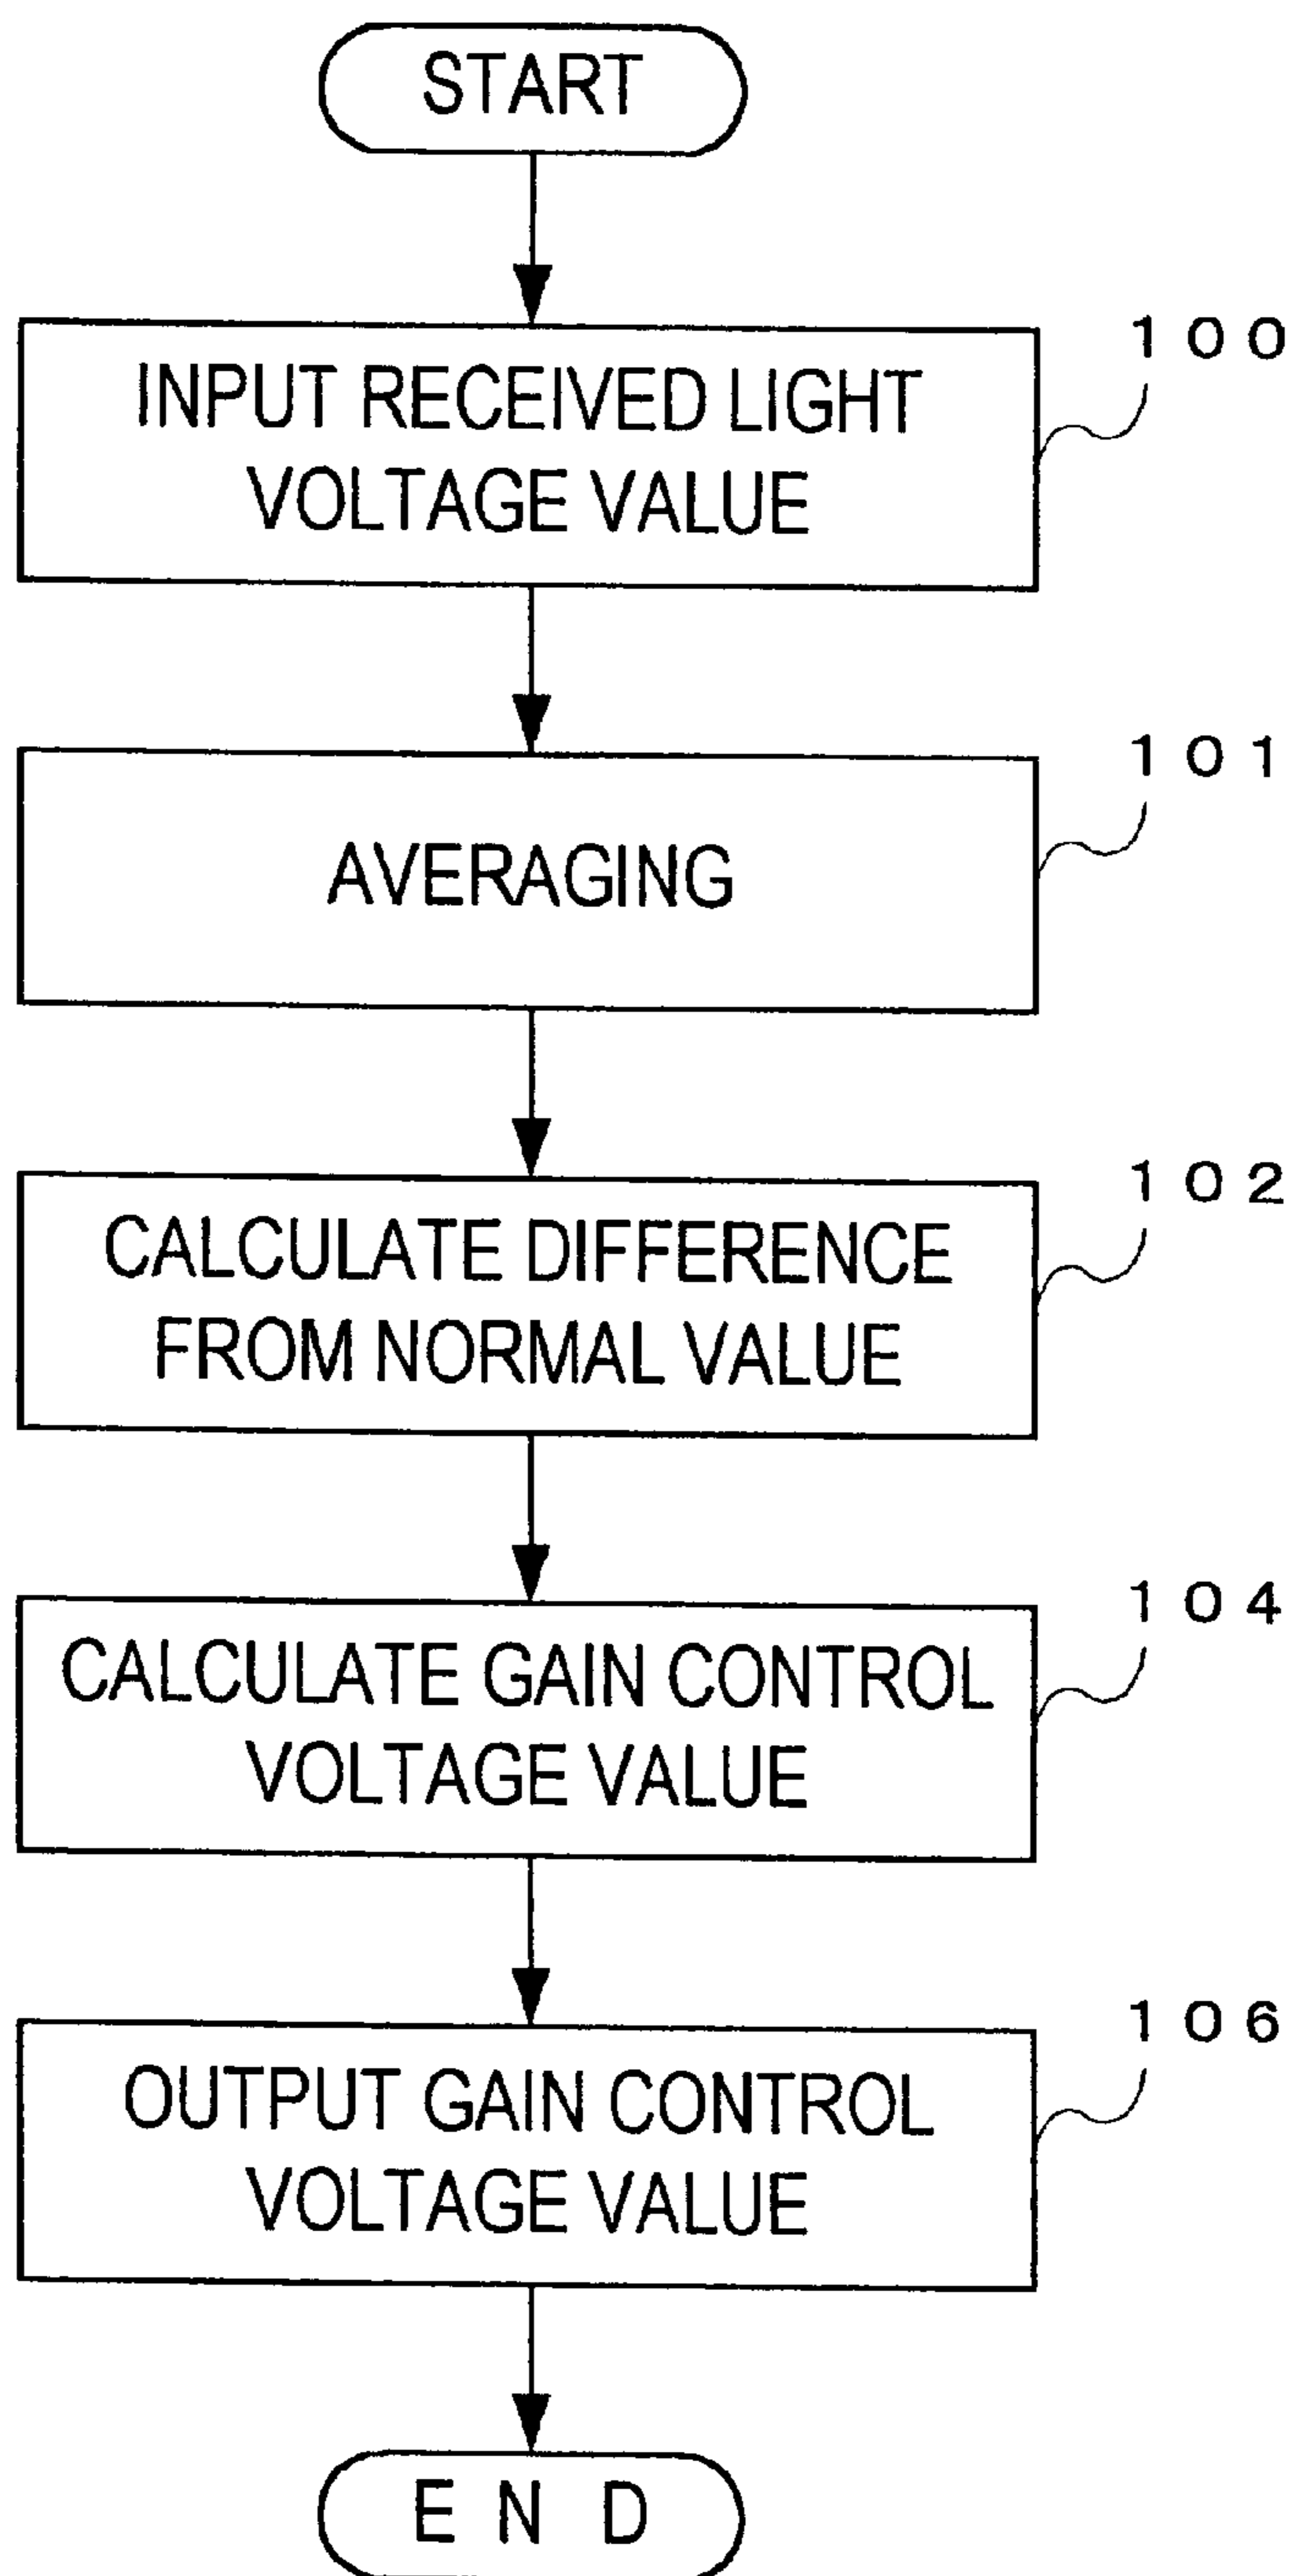 START
INPUT RECEIVED LIGHT
VOLTAGE VALUE
100
AVERAGING
101
CALCULATE DIFFERENCE
FROM NORMAL VALUE
102
CALCULATE GAIN CONTROL
VOLTAGE VALUE
104
OUTPUT GAIN CONTROL
VOLTAGE VALUE
106
END